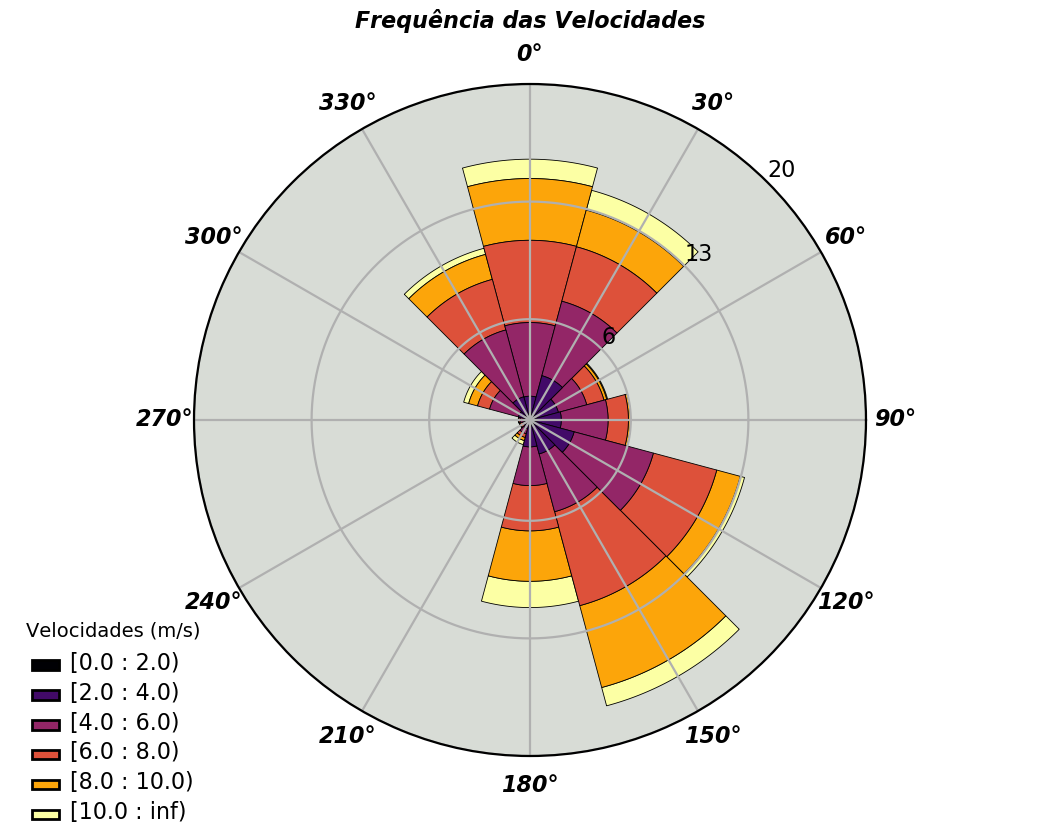 Frequência das Velocidades
0°
330°
30°
20
300°
60°
13
6
270°
90°
240°
120°
210°
150°
180°
Velocidades (m/s)
[0.0 : 2.0)
[2.0 : 4.0)
[4.0 : 6.0)
[6.0 : 8.0)
[8.0 : 10.0)
[10.0 : inf)